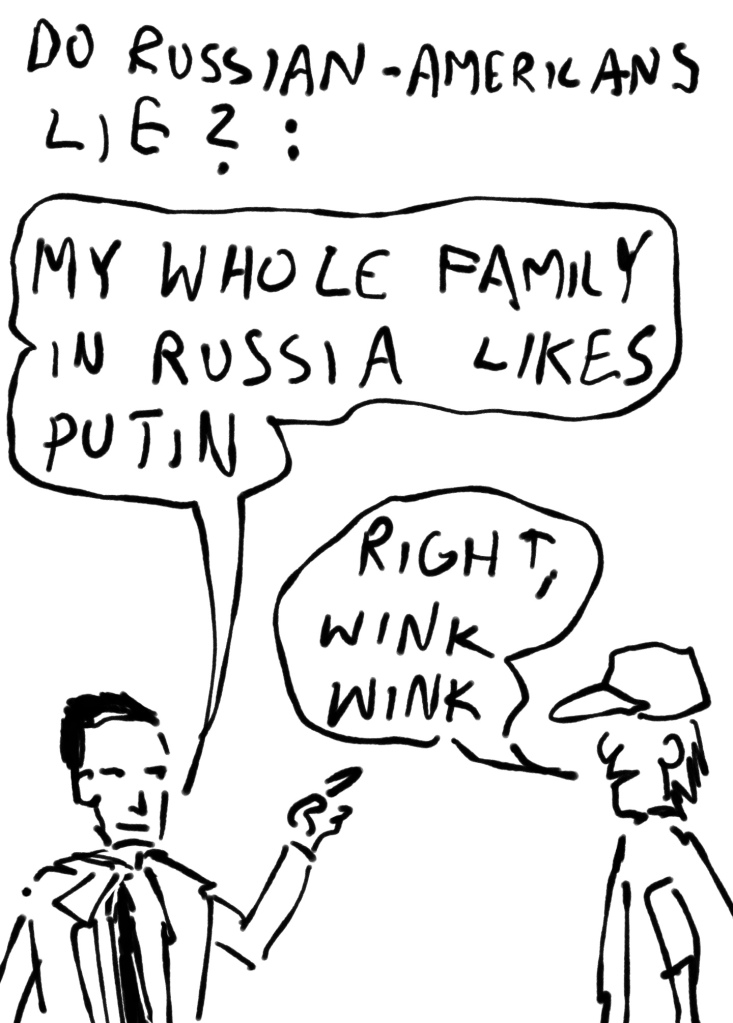 DO RUSSIAN-AMERICANS
LIE? :
MY WHOLE FAMILY
IN RUSSIA LIKES
PUTIN
RIGHT,
WINK
WINK